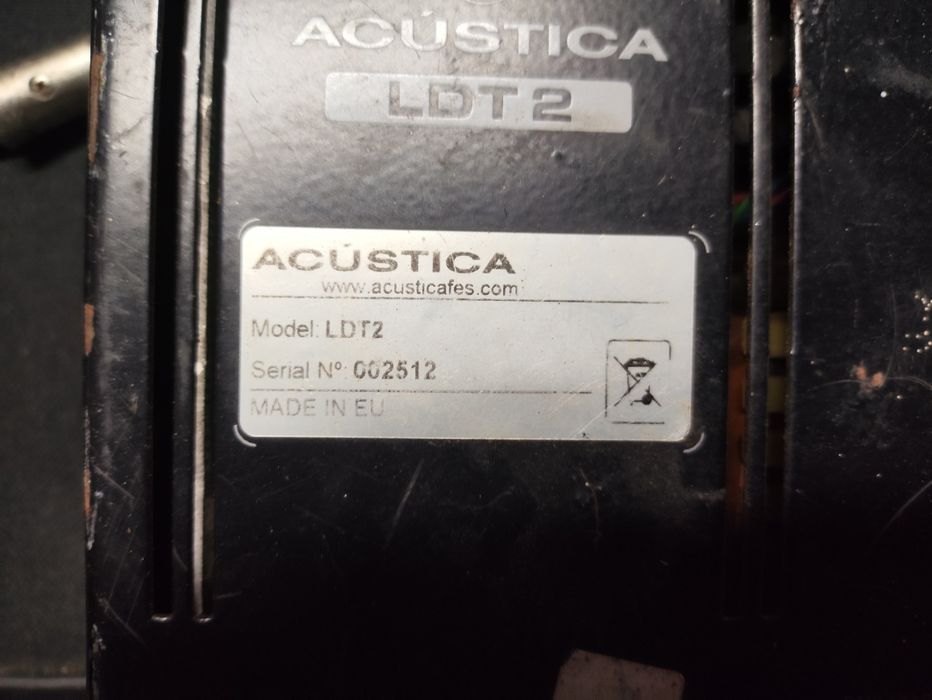 ACÚSTICA
LDT2
ACÚSTICA
www.acusticafes.com
Model: LDT2
Serial Nº: 002512
MADE IN EU